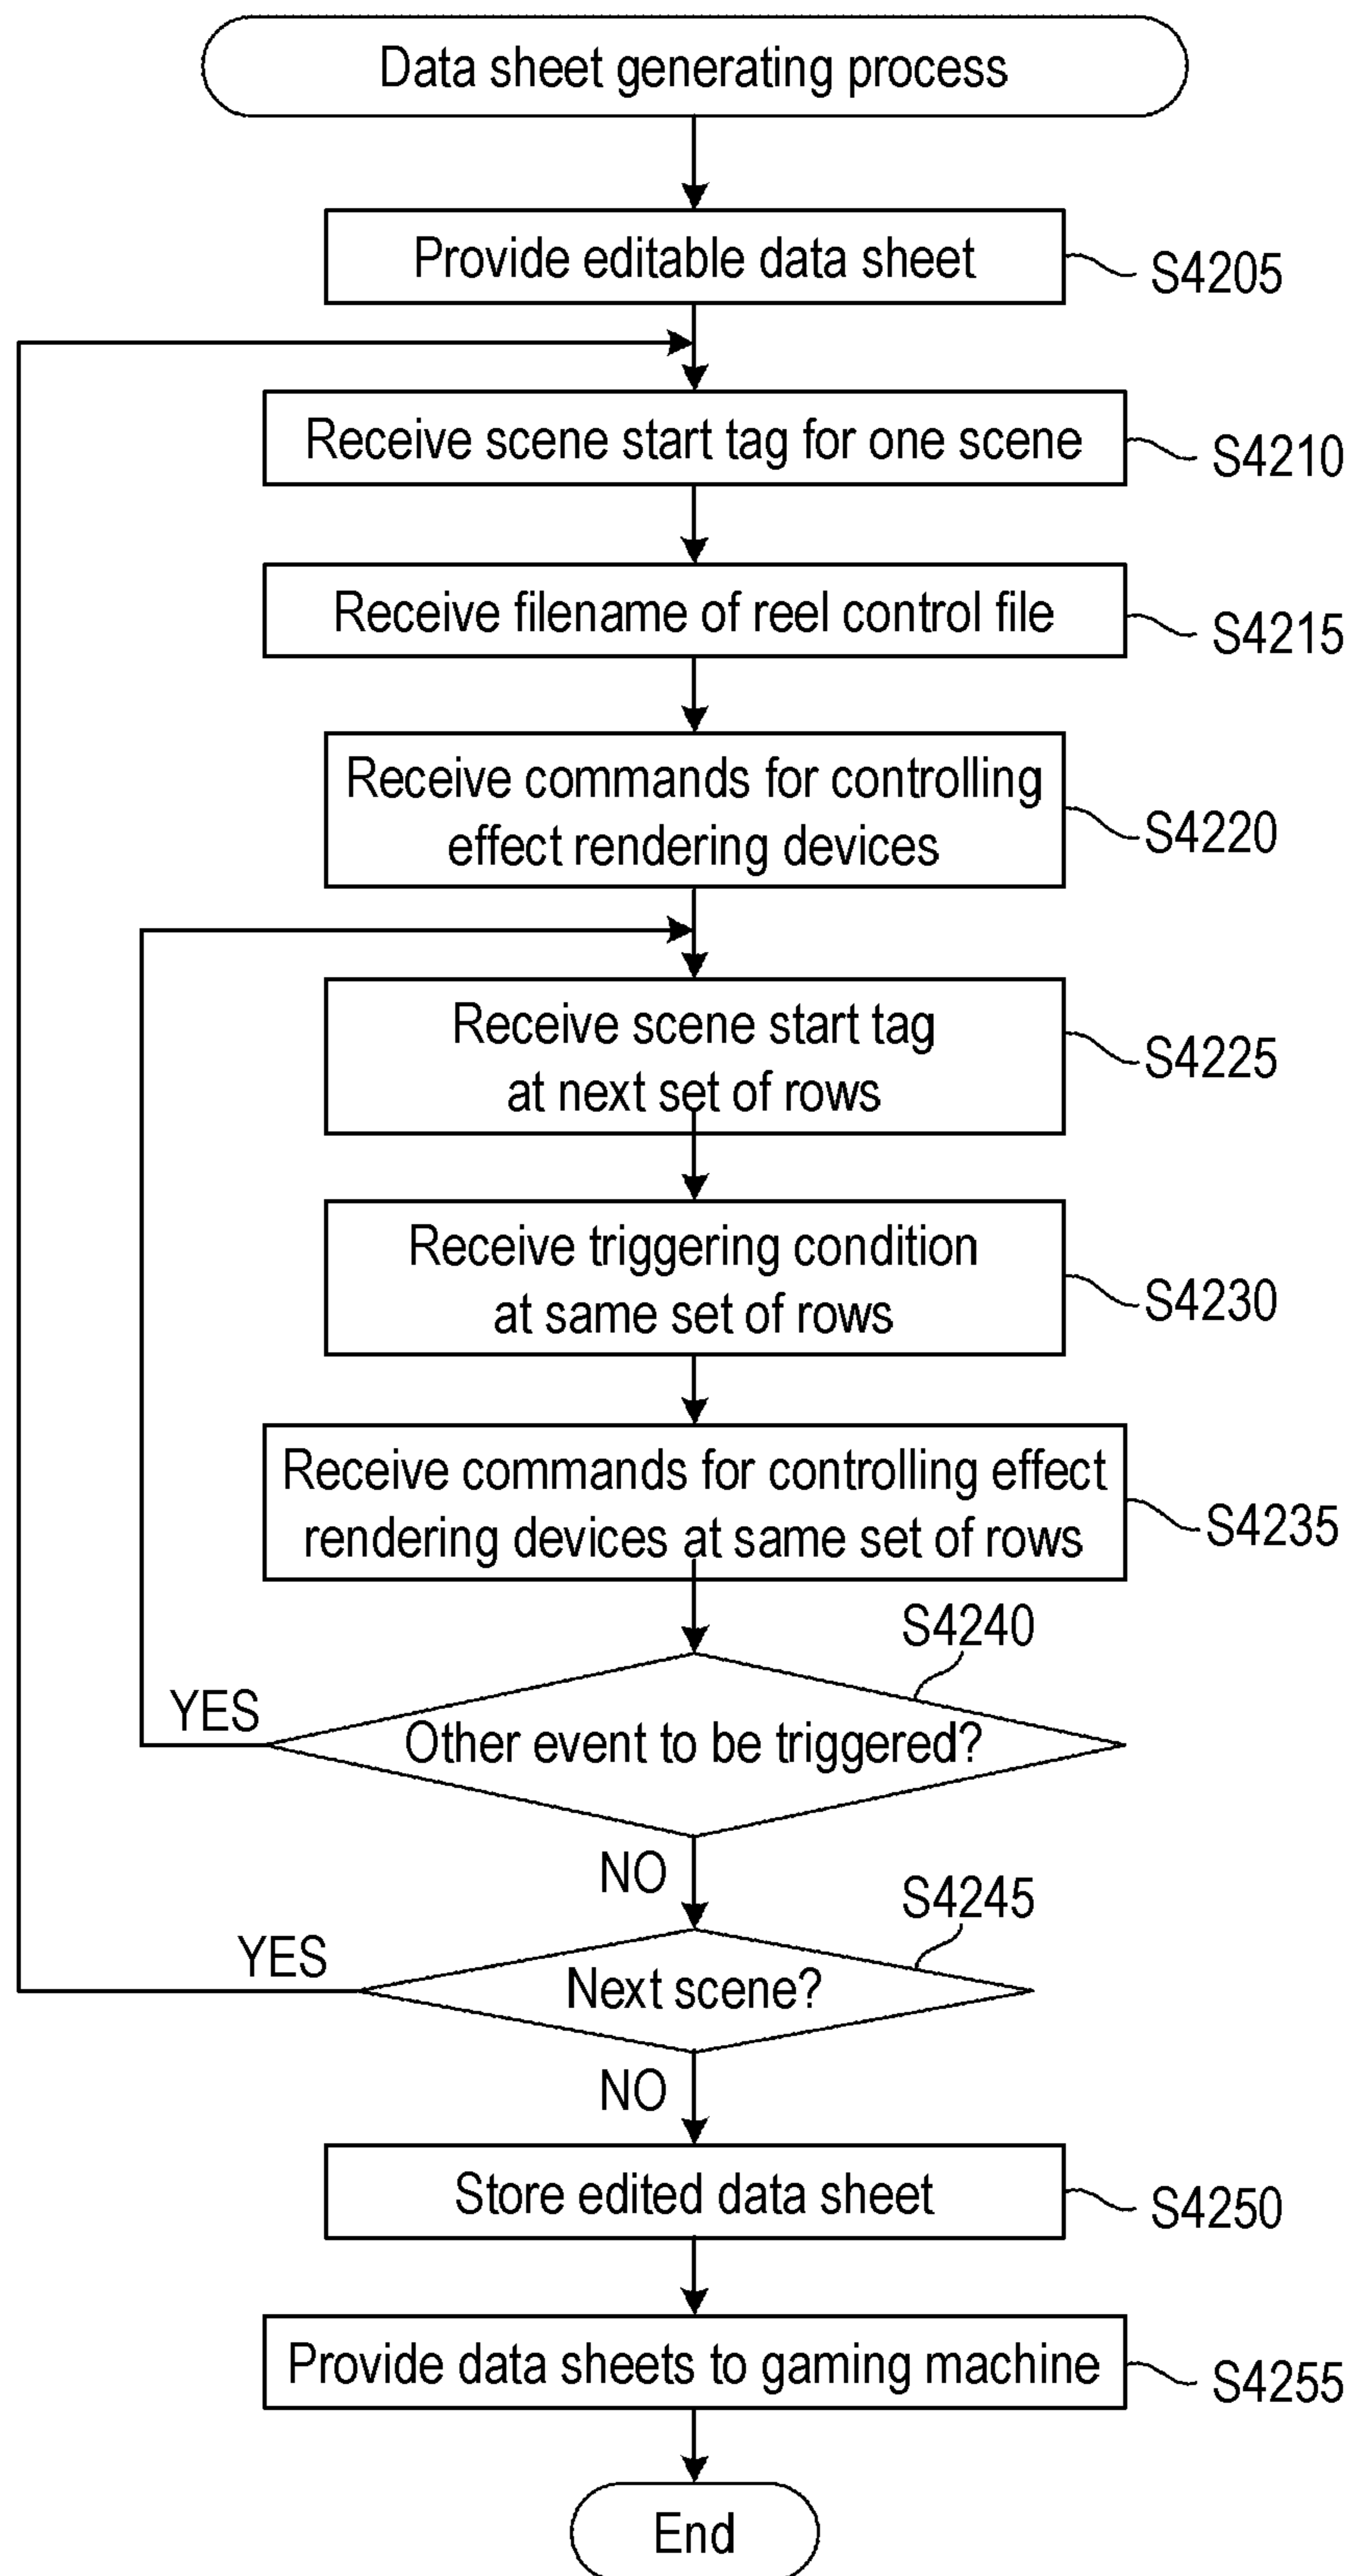 Data sheet generating process
Provide editable data sheet
S4205
Receive scene start tag for one scene
S4210
Receive filename of reel control file
S4215
Receive commands for controlling
effect rendering devices
S4220
Receive scene start tag
at next set of rows
S4225
Receive triggering condition
at same set of rows
S4230
Receive commands for controlling effect
rendering devices at same set of rows
S4235
S4240
YES
Other event to be triggered?
NO
S4245
YES
Next scene?
NO
Store edited data sheet
S4250
Provide data sheets to gaming machine
S4255
End